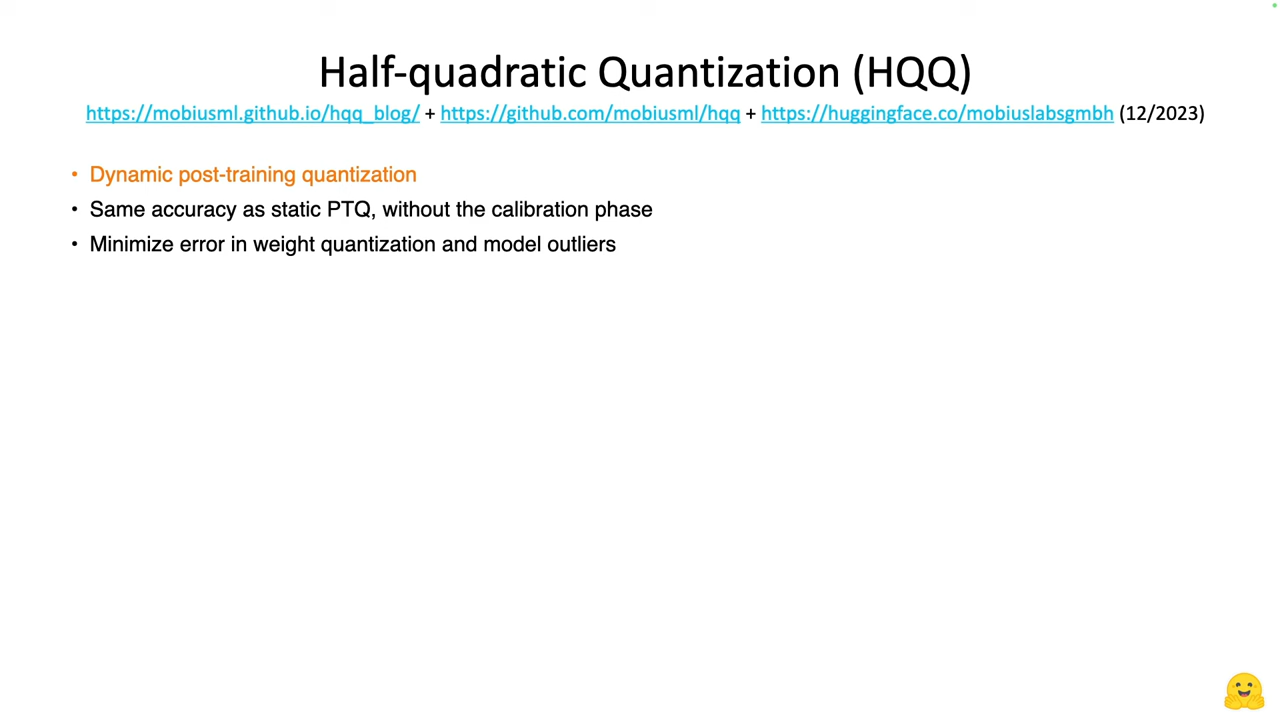 Half-quadratic Quantization (HQQ)
https://mobiusml.github.io/hqq_blog/ + https://github.com/mobiusml/hqq + https://huggingface.co/mobiuslabsgmbh (12/2023)
• Dynamic post-training quantization
• Same accuracy as static PTQ, without the calibration phase
• Minimize error in weight quantization and model outliers